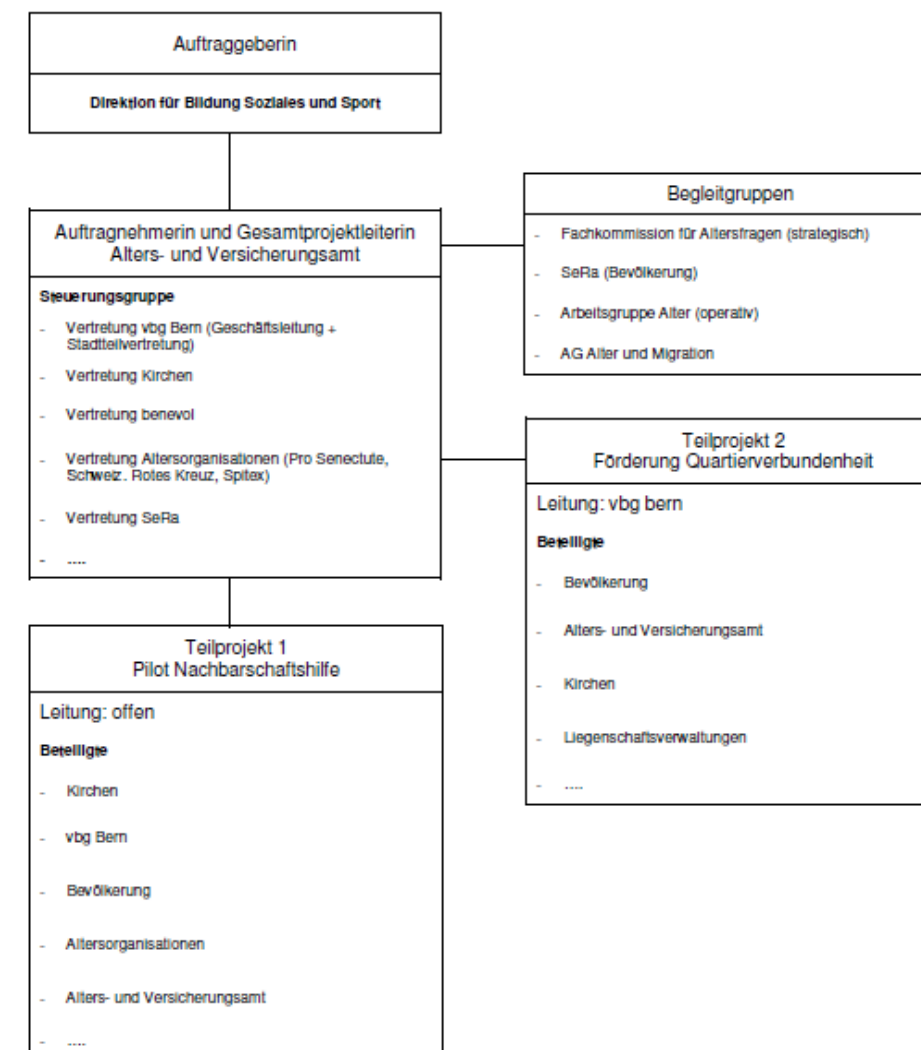 Auftraggeberin
Direktion für Bildung Soziales und Sport
Auftragnehmerin und Gesamtprojektleiterin
Alters- und Versicherungsamt
Steuerungsgruppe
- Vertretung vbg Bern (Geschäftsleitung +
Stadtteilvertretung)
- Vertretung Kirchen
- Vertretung benevol
- Vertretung Altersorganisationen (Pro Senectute,
Schweiz. Rotes Kreuz, Spitex)
- Vertretung SeRa
- ....
Begleitgruppen
- Fachkommission für Altersfragen (strategisch)
- SeRa (Bevölkerung)
- Arbeitsgruppe Alter (operativ)
- AG Alter und Migration
Teilprojekt 2
Förderung Quartierverbundenheit
Leitung: vbg bern
Beteiligte
- Bevölkerung
- Alters- und Versicherungsamt
- Kirchen
- Liegenschaftsverwaltungen
- ....
Teilprojekt 1
Pilot Nachbarschaftshilfe
Leitung: offen
Beteiligte
- Kirchen
- vbg Bern
- Bevölkerung
- Altersorganisationen
- Alters- und Versicherungsamt
- ....